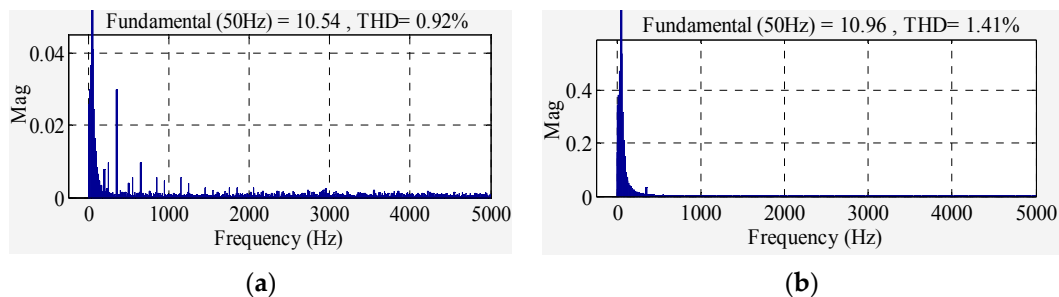 Fundamental (50Hz) = 10.54 , THD= 0.92%
0.04
0.02
0
Mag
0 1000 2000 3000 4000 5000
Frequency (Hz)
(a)
Fundamental (50Hz) = 10.96 , THD= 1.41%
0.4
0.2
0
Mag
0 1000 2000 3000 4000 5000
Frequency (Hz)
(b)